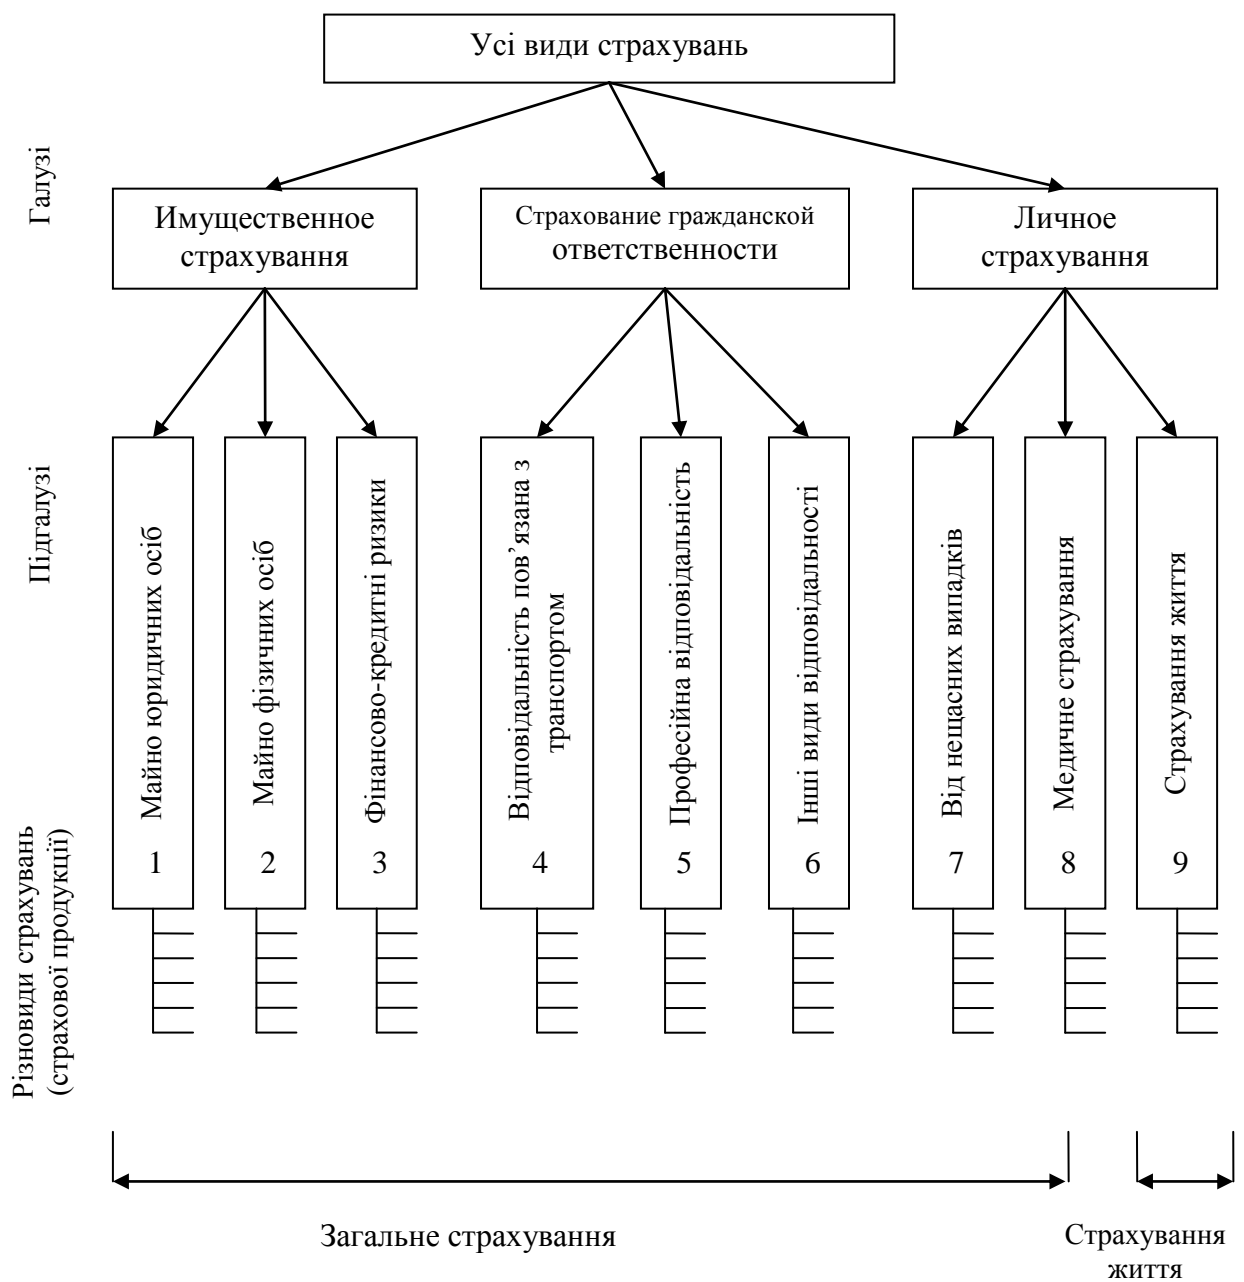 Усі види страхувань
Галузі
Имущественное
страхування
Страхование гражданской
ответственности
Личное
страхування
Підгалузі
Майно юридичних осіб
1
Майно фізичних осіб
2
Фінансово-кредитні ризики
3
Відповідальність пов’язана з
транспортом
4
Професійна відповідальність
5
Інші види відповідальності
6
Від нещасних випадків
7
Медичне страхування
8
Страхування життя
9
Різновиди страхувань
(страхової продукції)
Загальне страхування
Страхування
життя